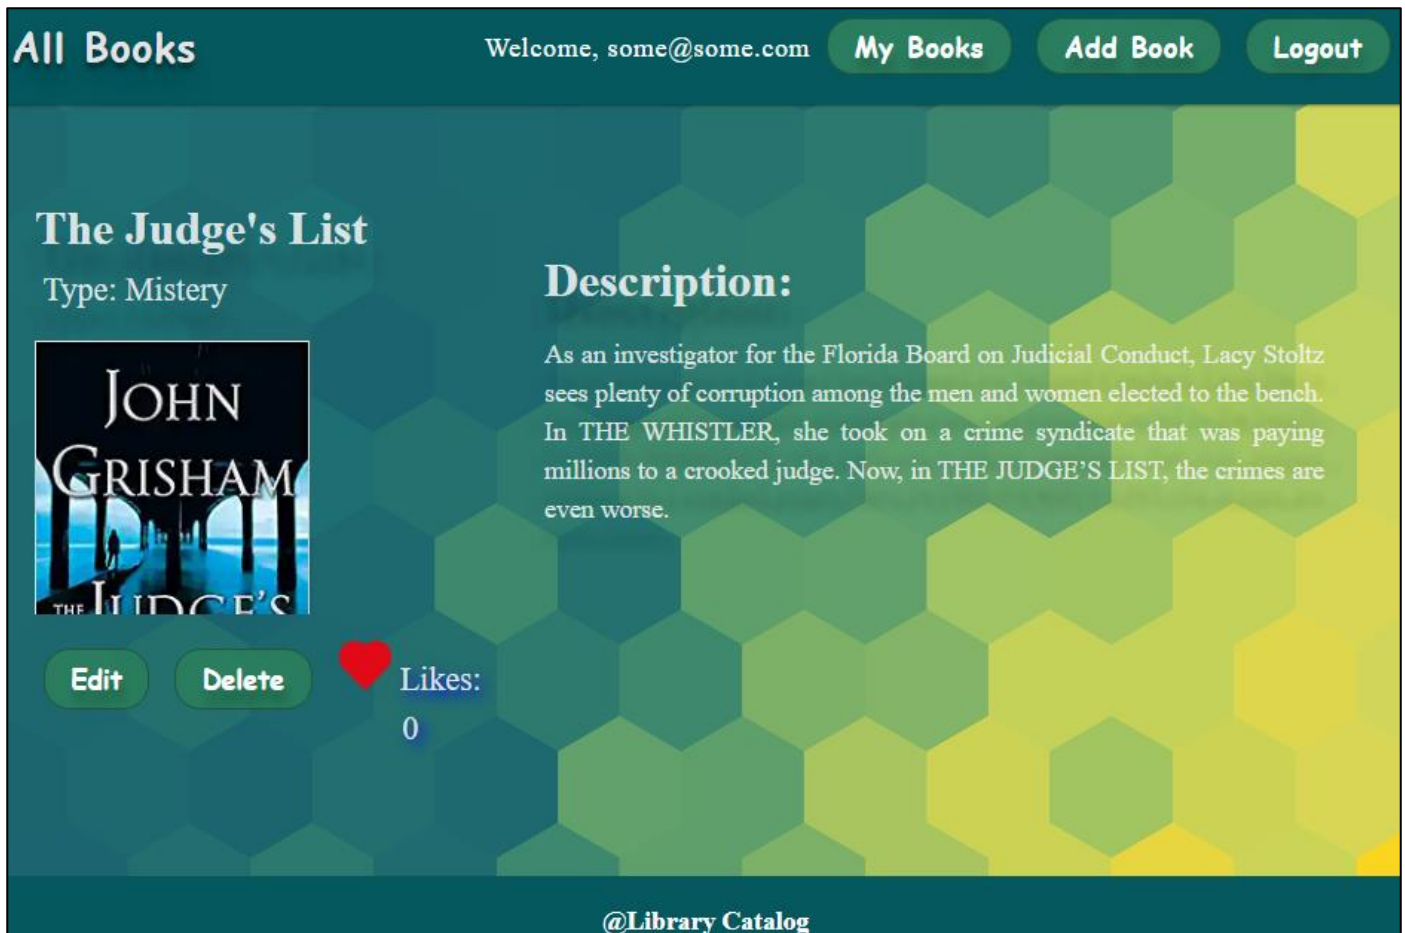 All Books
Welcome, some@some.com
My Books
Add Book
Logout
The Judge's List
Type: Mistery
JOHN
GRISHAM
THE JUDGE'S
Edit
Delete
Likes:
0
Description:
As an investigator for the Florida Board on Judicial Conduct, Lacy Stoltz
sees plenty of corruption among the men and women elected to the bench.
In THE WHISTLER, she took on a crime syndicate that was paying
millions to a crooked judge. Now, in THE JUDGE’S LIST, the crimes are
even worse.
@Library Catalog